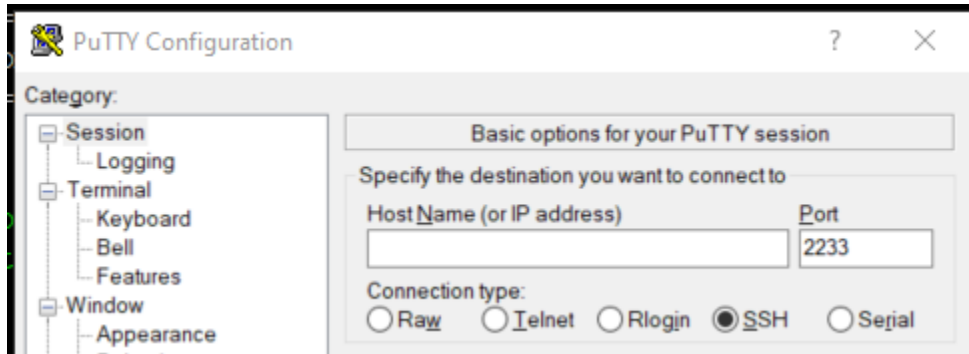 PuTTY Configuration
Category:
Session
Logging
Terminal
Keyboard
Bell
Features
Window
Appearance
Basic options for your PuTTY session
Specify the destination you want to connect to
Host Name (or IP address) Port
2233
Connection type:
Raw Telnet Rlogin SSH Serial